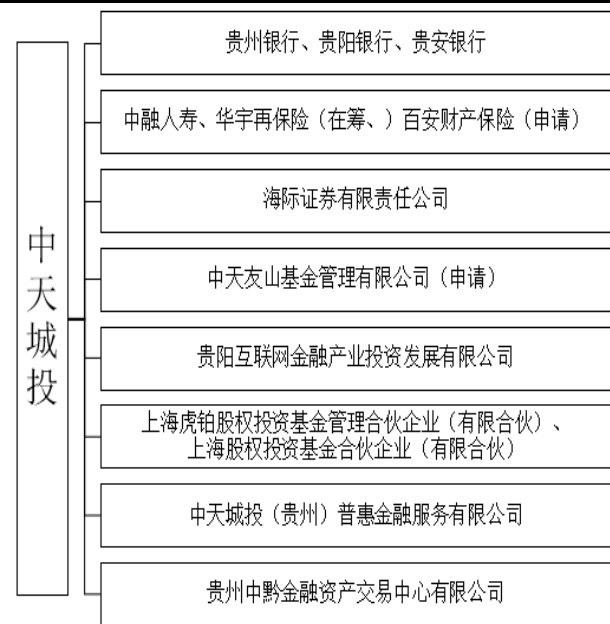 中天城投
贵州银行、贵阳银行、贵安银行
中融人寿、华宇再保险（在筹、）百安财产保险（申请）
海际证券有限责任公司
中天友山基金管理有限公司（申请）
贵阳互联网金融产业投资发展有限公司
上海虎铂股权投资基金管理合伙企业（有限合伙）、
上海股权投资基金合伙企业（有限合伙）
中天城投（贵州）普惠金融服务有限公司
贵州中黔金融资产交易中心有限公司